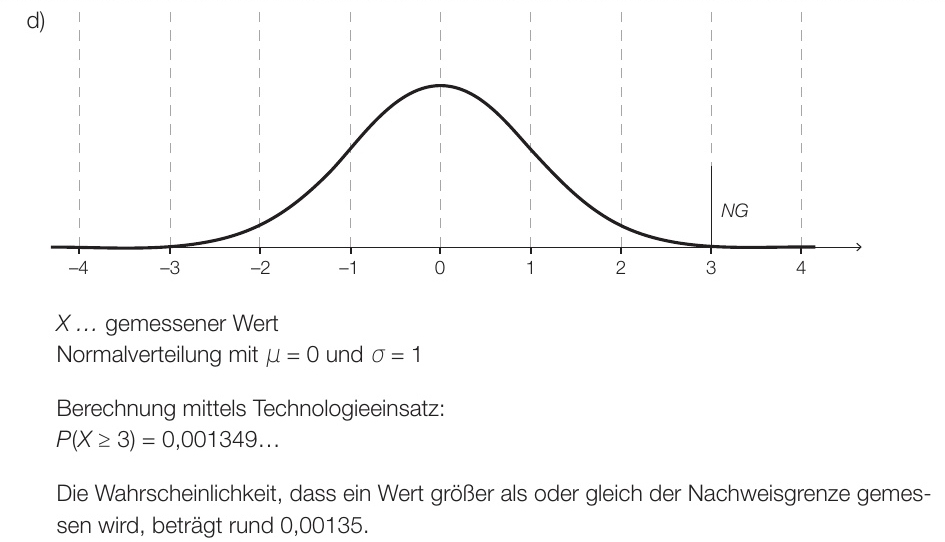 d)
NG
–4 –3 –2 –1 0 1 2 3 4
X … gemessener Wert
Normalverteilung mit μ = 0 und σ = 1
Berechnung mittels Technologieeinsatz:
P(X ≥ 3) = 0,001349…
Die Wahrscheinlichkeit, dass ein Wert größer als oder gleich der Nachweisgrenze gemes-
sen wird, beträgt rund 0,00135.